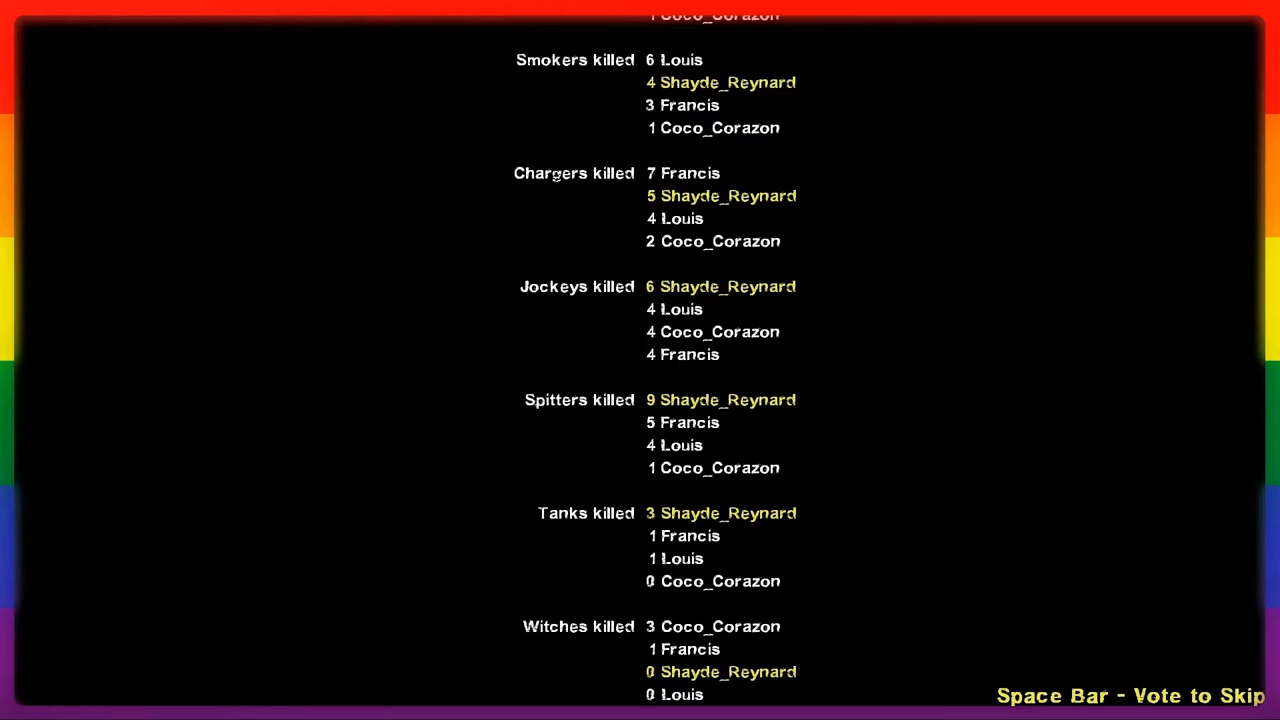 1 Coco_Corazon
Smokers killed 6 Louis
4 Shayde_Reynard
3 Francis
1 Coco_Corazon
Chargers killed 7 Francis
5 Shayde_Reynard
4 Louis
2 Coco_Corazon
Jockeys killed 6 Shayde_Reynard
4 Louis
4 Coco_Corazon
4 Francis
Spitters killed 9 Shayde_Reynard
5 Francis
4 Louis
1 Coco_Corazon
Tanks killed 3 Shayde_Reynard
1 Francis
1 Louis
0 Coco_Corazon
Witches killed 3 Coco_Corazon
1 Francis
0 Shayde_Reynard
0 Louis
Space Bar - Vote to Skip